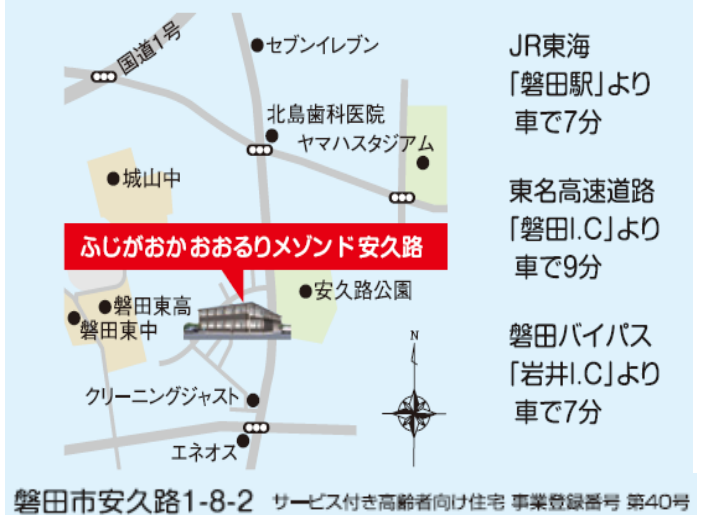 国道1号
セブンイレブン
北島歯科医院
ヤマハスタジアム
城山中
ふじがおか おおるりメゾンド 安久路
安久路公園
磐田東高
磐田東中
クリーニングジャスト
エネオス
N
JR東海
「磐田駅」より
車で7分
東名高速道路
「磐田I.C」より
車で9分
磐田バイパス
「岩井I.C」より
車で7分
磐田市安久路1-8-2 サービス付き高齢者向け住宅 事業登録番号 第40号